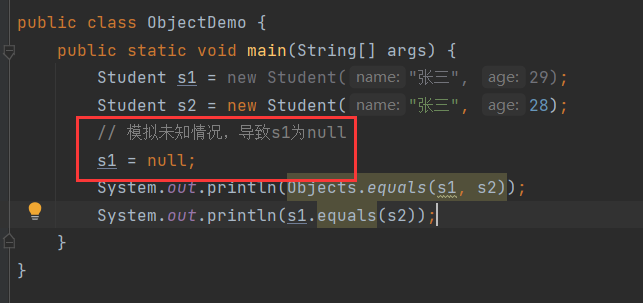 public class ObjectDemo {
public static void main(String[] args) {
Student s1 = new Student( name: "张三", age: 29);
Student s2 = new Student( name: "张三", age: 28);
// 模拟未知情况，导致s1为null
s1 = null;
System.out.println(Objects.equals(s1, s2));
System.out.println(s1.equals(s2));
}
}